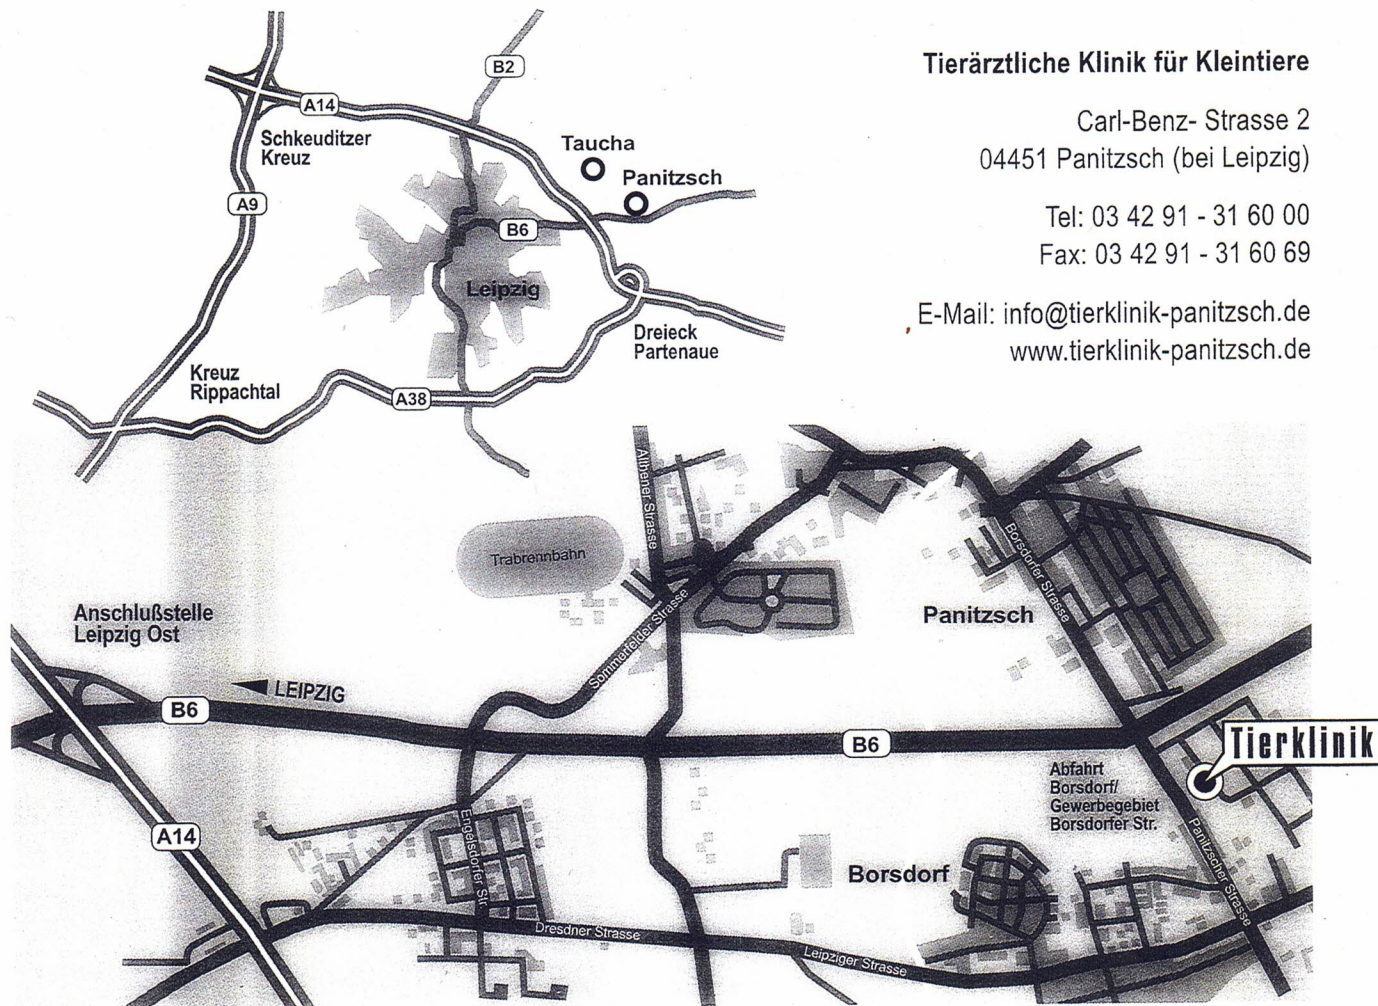 Tierärztliche Klinik für Kleintiere
Carl-Benz- Strasse 2
04451 Panitzsch (bei Leipzig)
Tel: 03 42 91 - 31 60 00
Fax: 03 42 91 - 31 60 69
E-Mail: info@tierklinik-panitzsch.de
www.tierklinik-panitzsch.de
B2
A14
Schkeuditzer
Kreuz
Taucha
Panitzsch
A9
B6
Leipzig
Dreieck
Partenaue
Kreuz
Rippachtal
A38
Althener Strasse
Trabrennbahn
Borsdorfer Strasse
Anschlußstelle
Leipzig Ost
Panitzsch
Sommerfelder Strasse
LEIPZIG
B6
B6
Tierklinik
Abfahrt
Borsdorf/
Gewerbegebiet
Borsdorfer Str.
A14
Engelsdorfer Str.
Panitzscher Strasse
Borsdorf
Dresdner Strasse
Leipziger Strasse